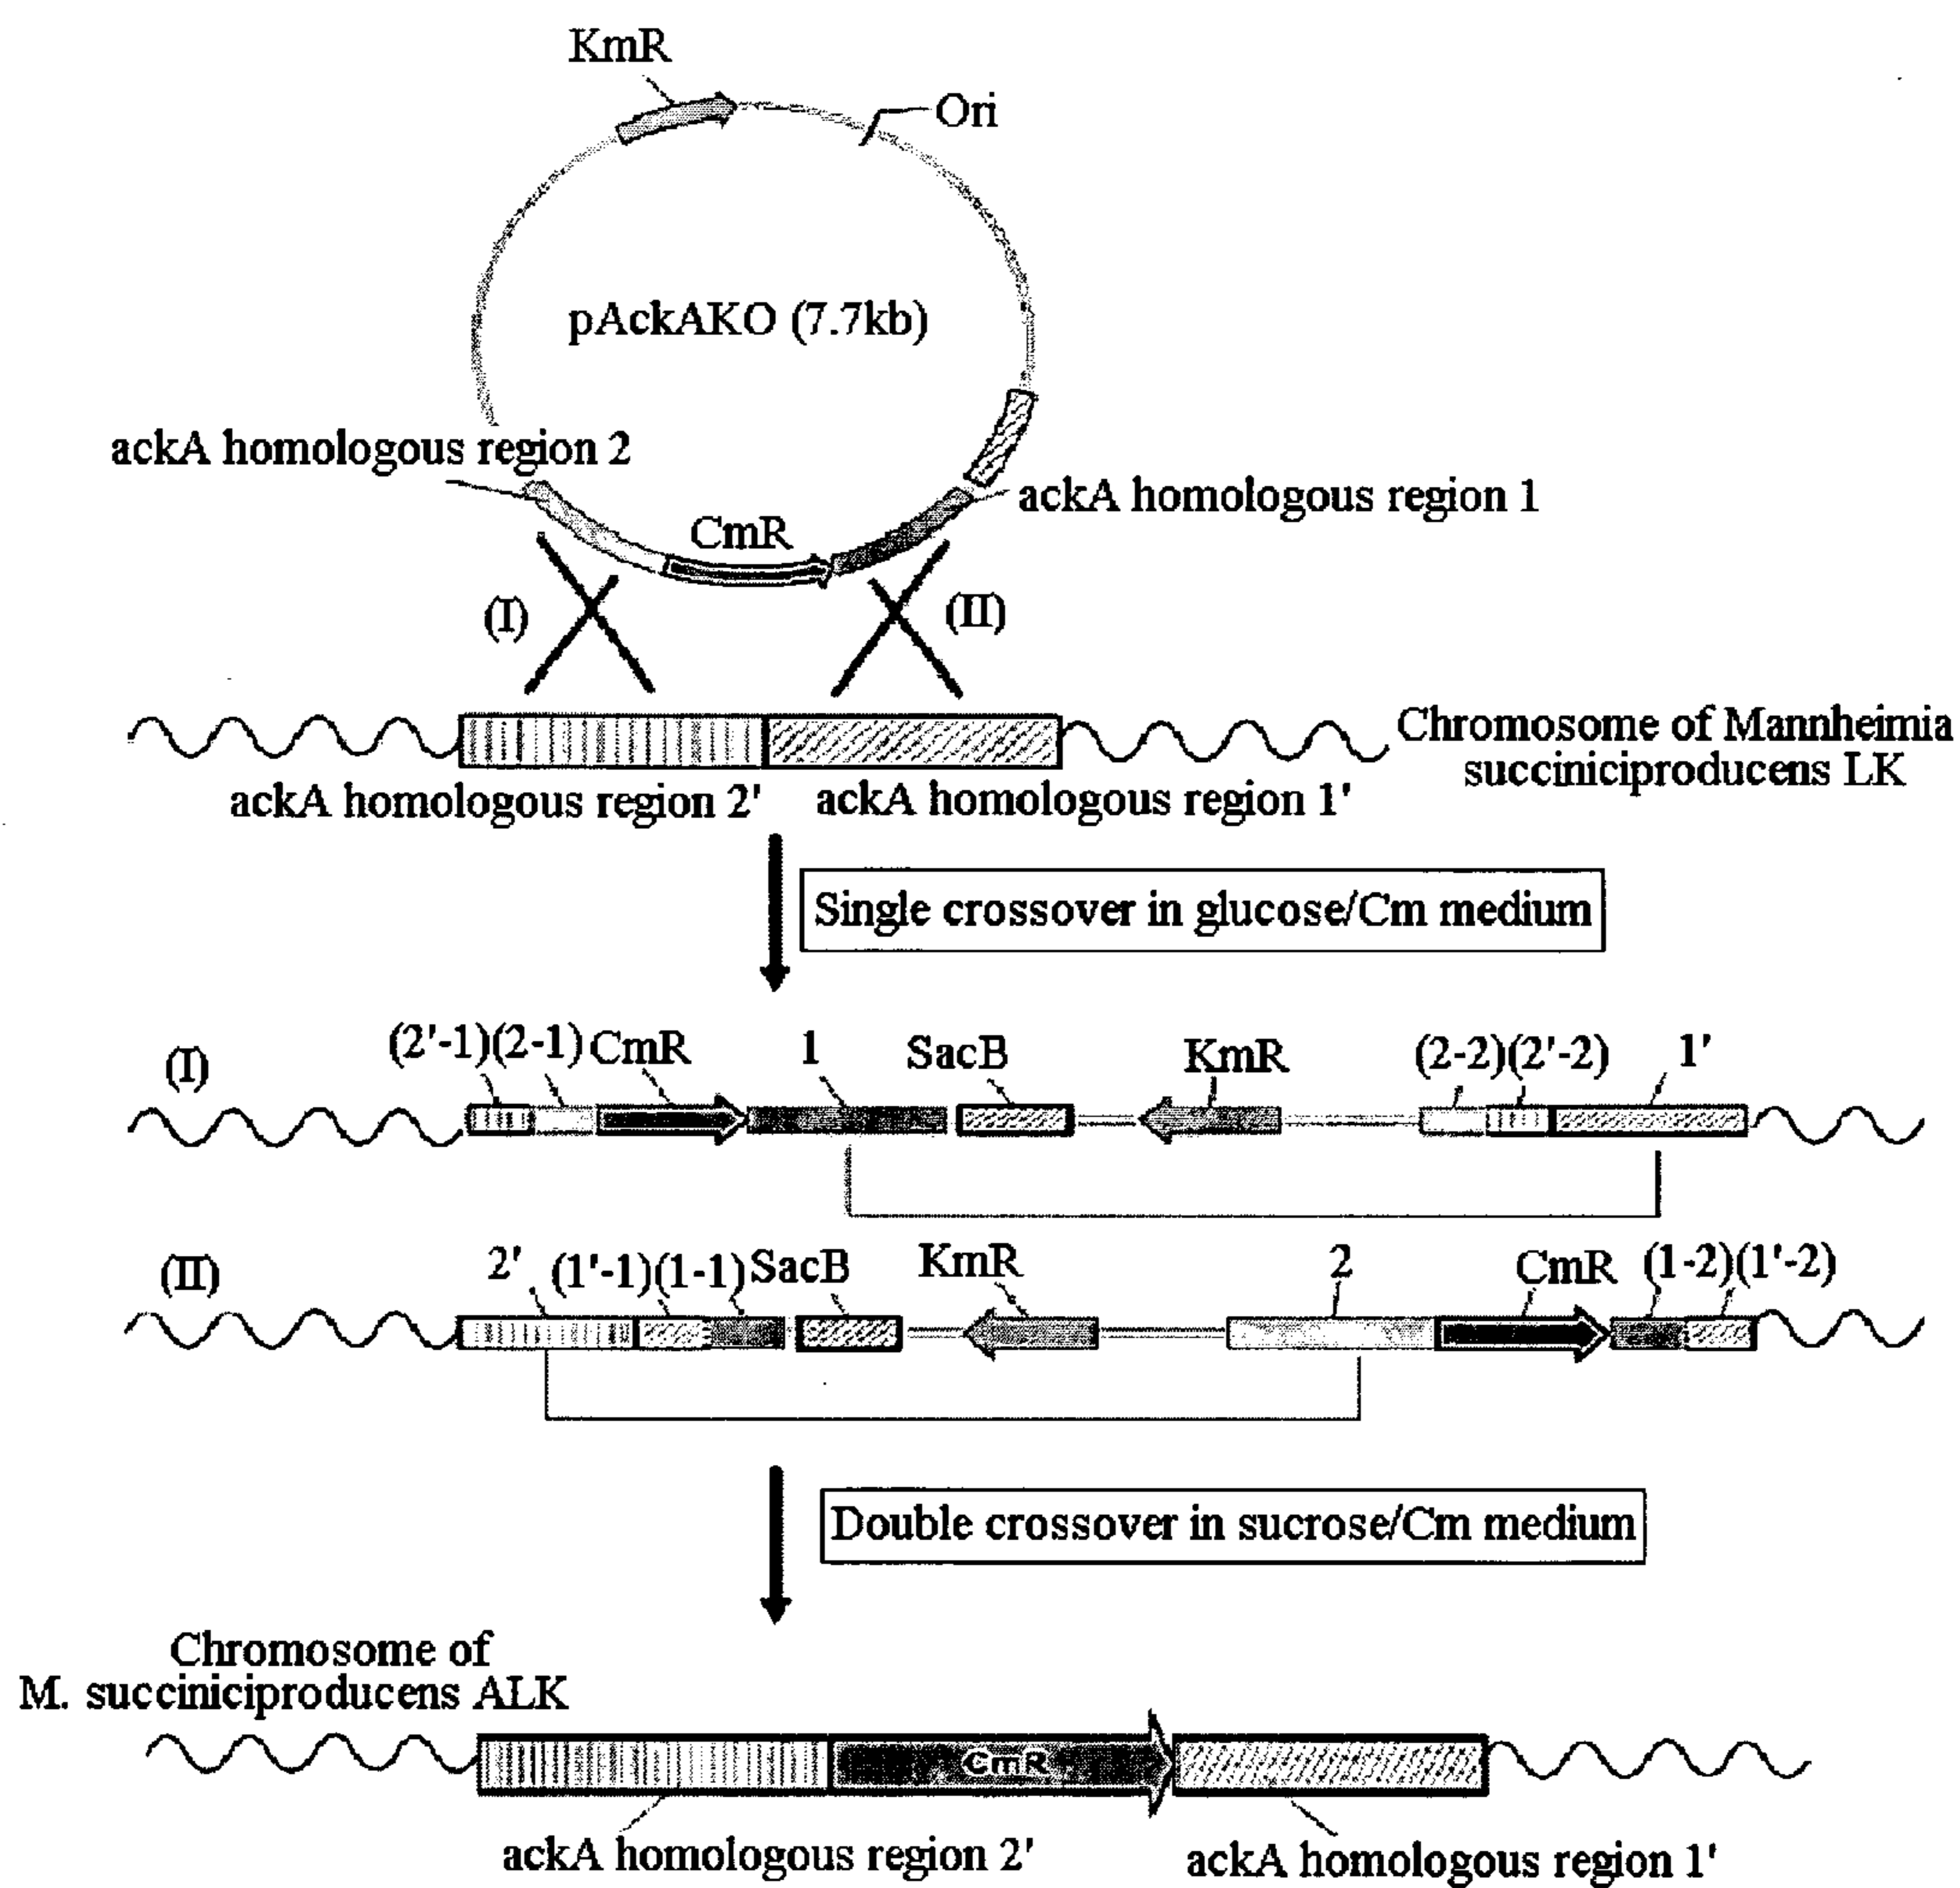 KmR
Ori
pAckAKO (7.7kb)
ackA homologous region 2
ackA homologous region 1
CmR
(I)
(II)
Chromosome of Mannheimia
succiniciproducens LK
ackA homologous region 2'
ackA homologous region 1'
Single crossover in glucose/Cm medium
(I)
(2'-1)(2-1) CmR
1
SacB
KmR
(2-2)(2'-2)
1'
(II)
2'
(1'-1)(1-1) SacB
KmR
2
CmR
(1-2)(1'-2)
Double crossover in sucrose/Cm medium
Chromosome of
M. succiniciproducens ALK
CmR
ackA homologous region 2'
ackA homologous region 1'